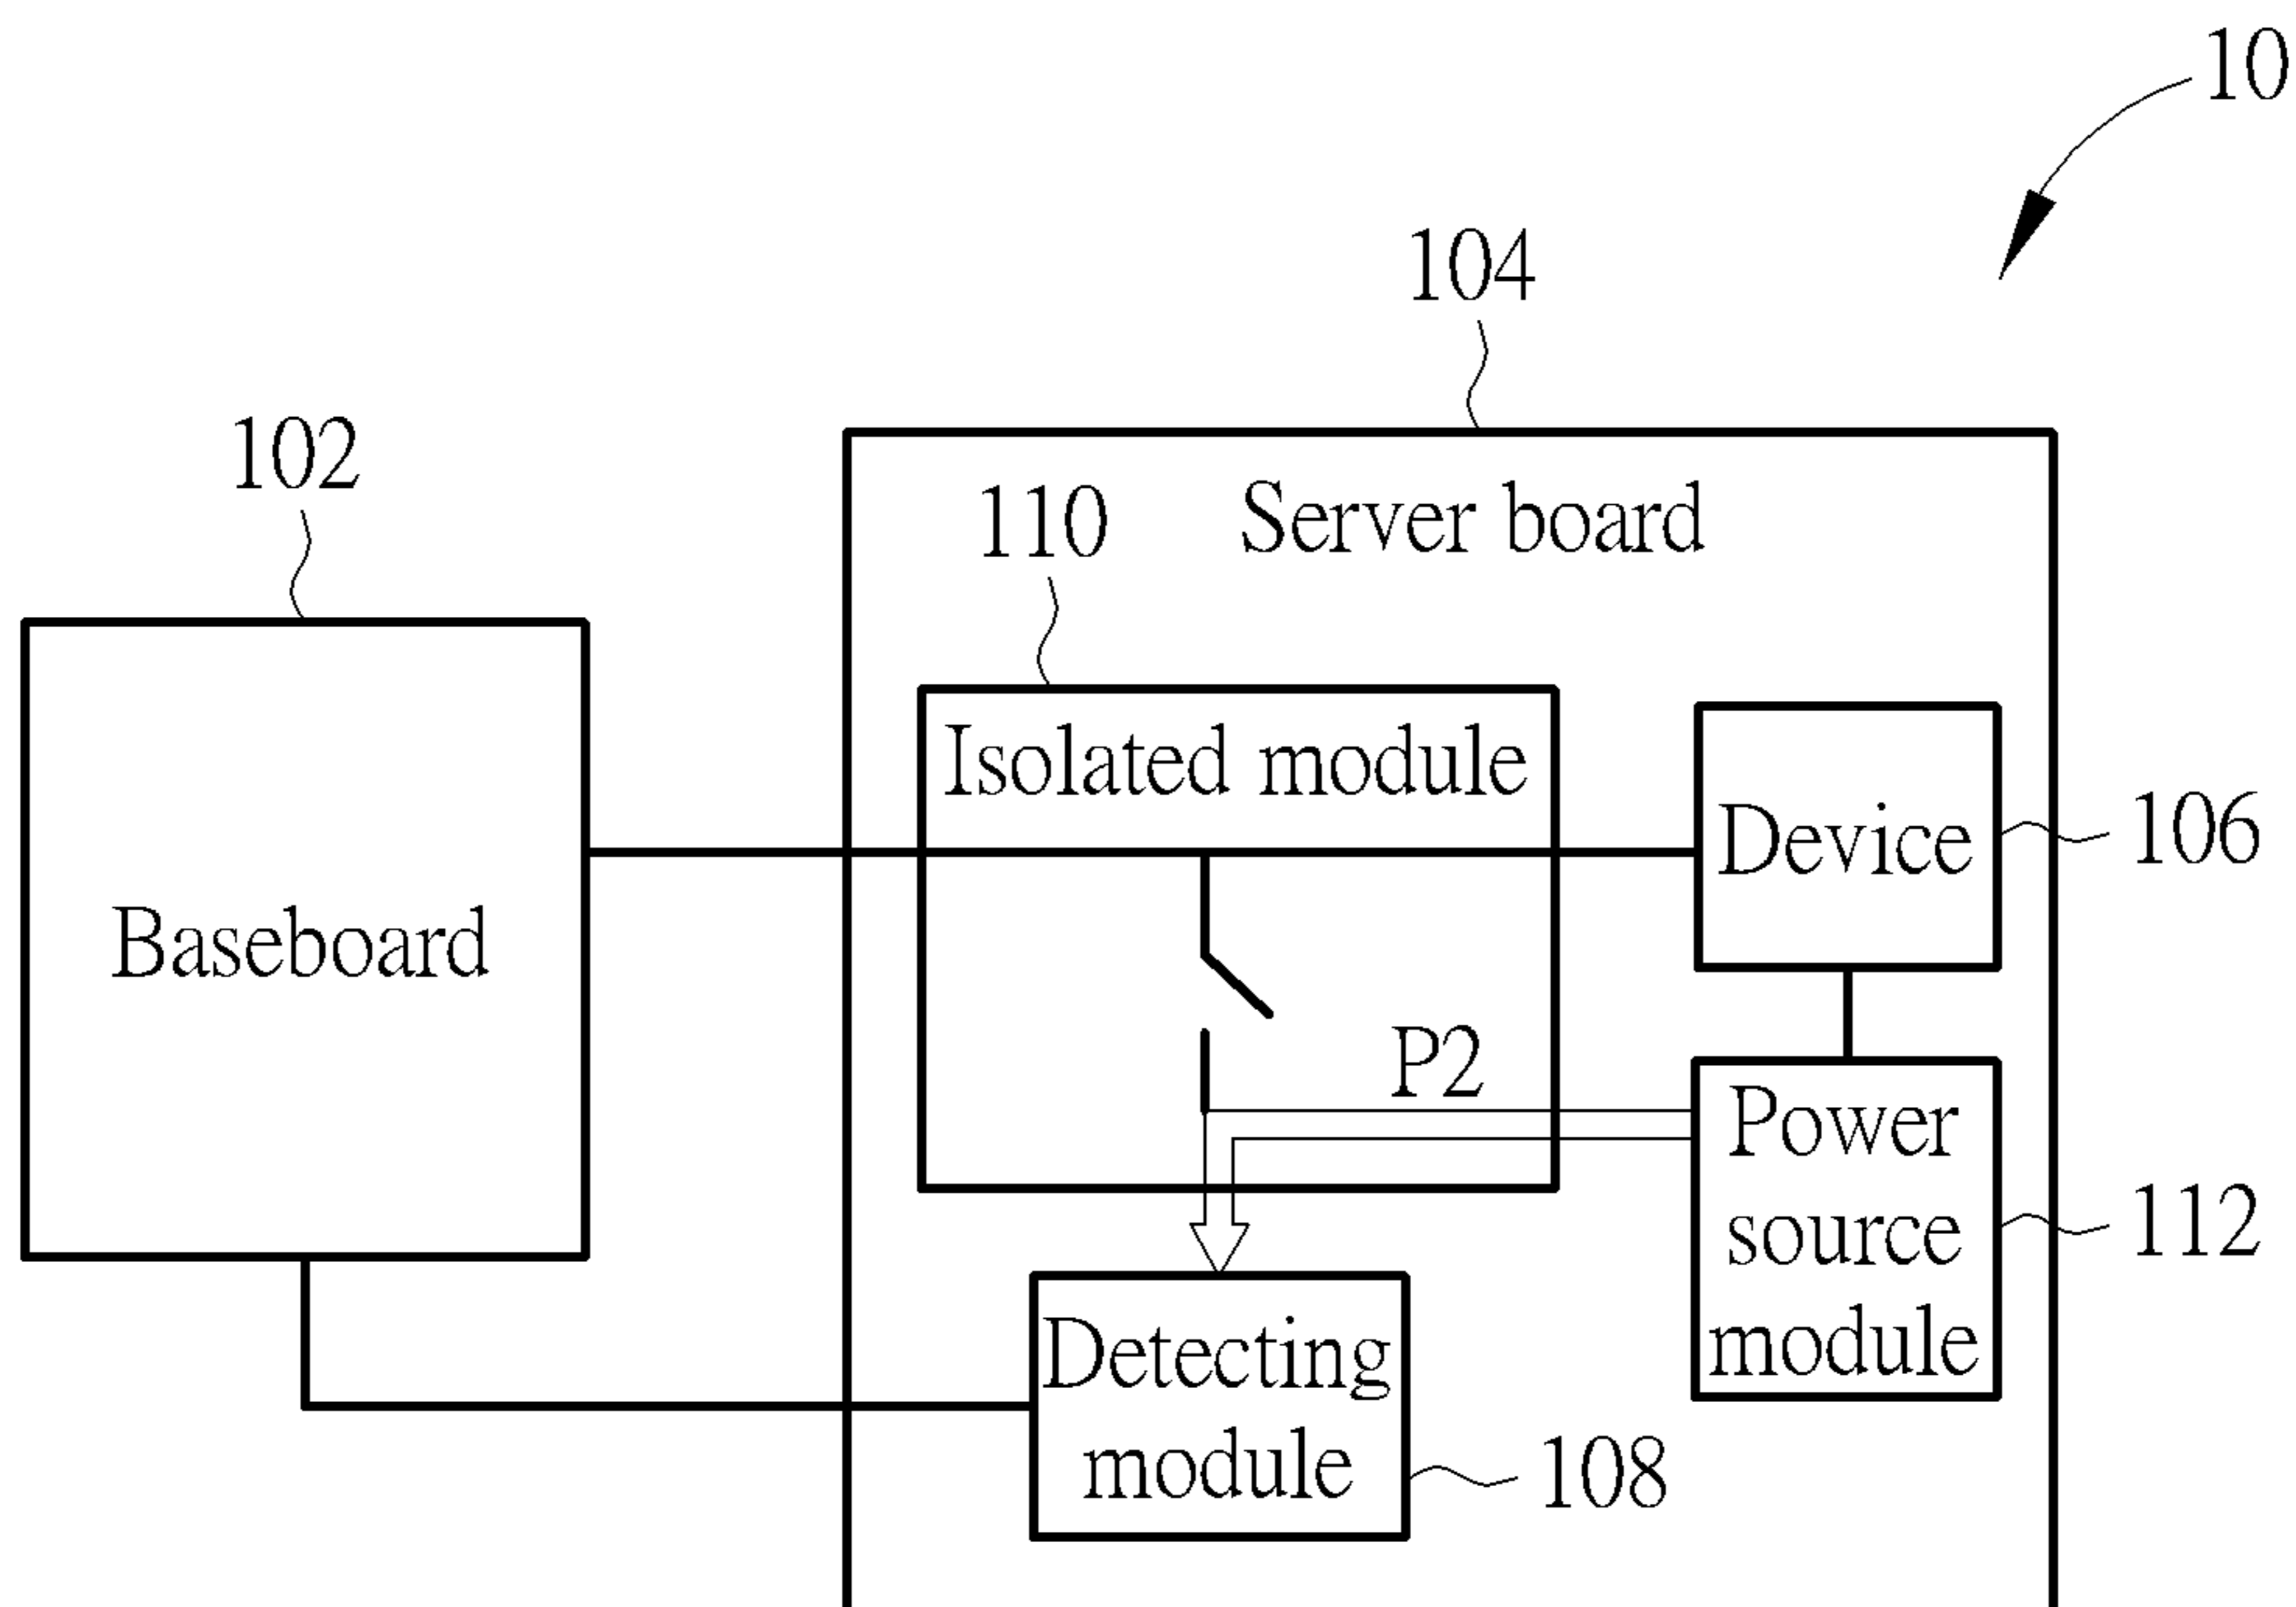 10
104
102
110
Server board
Isolated module
Device
106
Baseboard
P2
Power
source
module
112
Detecting
module
108